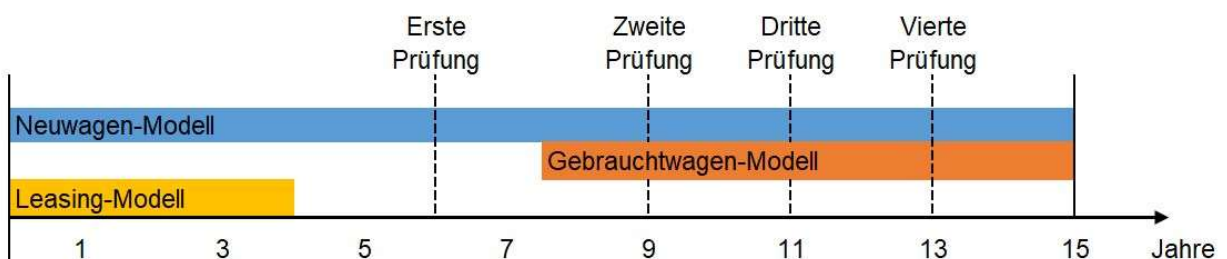 Erste Prüfung
Zweite Prüfung
Dritte Prüfung
Vierte Prüfung
Neuwagen-Modell
Gebrauchtwagen-Modell
Leasing-Modell
1 3 5 7 9 11 13 15 Jahre